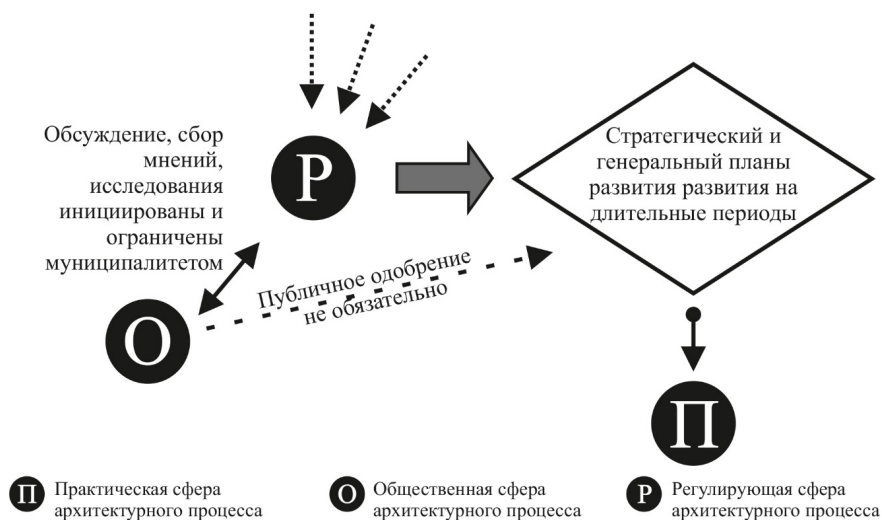 Обсуждение, сбор
мнений,
исследования
инициированы и
ограничены
муниципалитетом
Р
Стратегический и
генеральный планы
развития развития на
длительные периоды
Публичное одобрение
не обязательно
О
П
П Практическая сфера
архитектурного процесса
О Общественная сфера
архитектурного процесса
Р Регулирующая сфера
архитектурного процесса